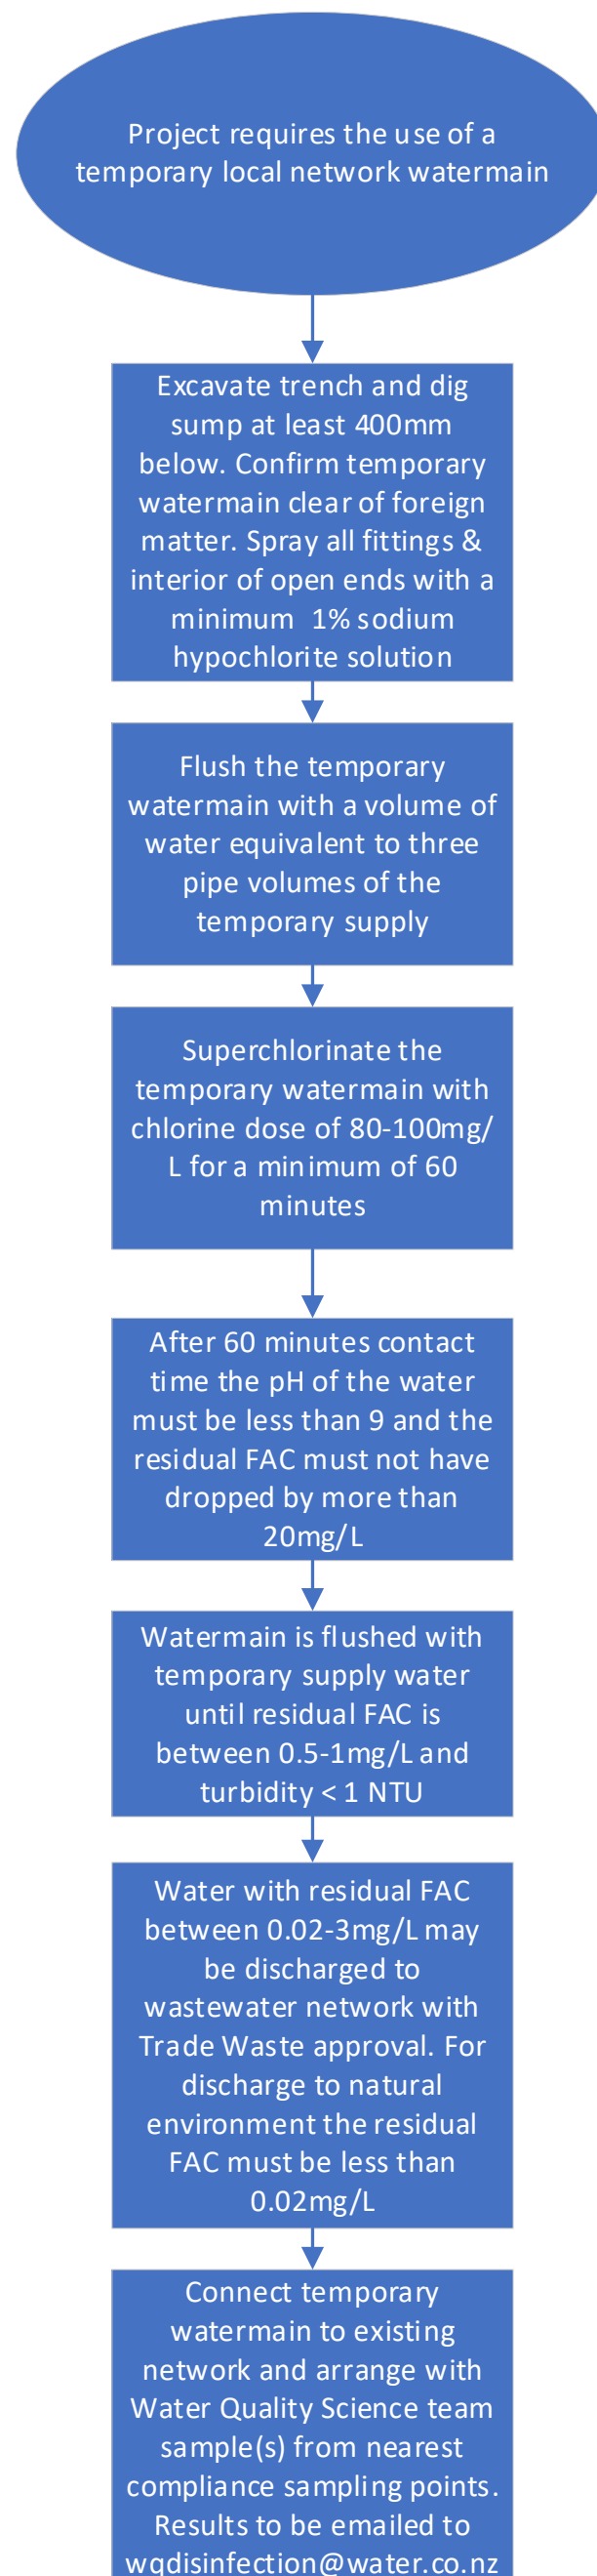 Project requires the use of a
temporary local network watermain
Excavate trench and dig
sump at least 400mm
below. Confirm temporary
watermain clear of foreign
matter. Spray all fittings &
interior of open ends with a
minimum 1% sodium
hypochlorite solution
Flush the temporary
watermain with a volume of
water equivalent to three
pipe volumes of the
temporary supply
Superchlorinate the
temporary watermain with
chlorine dose of 80-100mg/
L for a minimum of 60
minutes
After 60 minutes contact
time the pH of the water
must be less than 9 and the
residual FAC must not have
dropped by more than
20mg/L
Watermain is flushed with
temporary supply water
until residual FAC is
between 0.5-1mg/L and
turbidity < 1 NTU
Water with residual FAC
between 0.02-3mg/L may
be discharged to
wastewater network with
Trade Waste approval. For
discharge to natural
environment the residual
FAC must be less than
0.02mg/L
Connect temporary
watermain to existing
network and arrange with
Water Quality Science team
sample(s) from nearest
compliance sampling points.
Results to be emailed to
wqdisinfection@water.co.nz